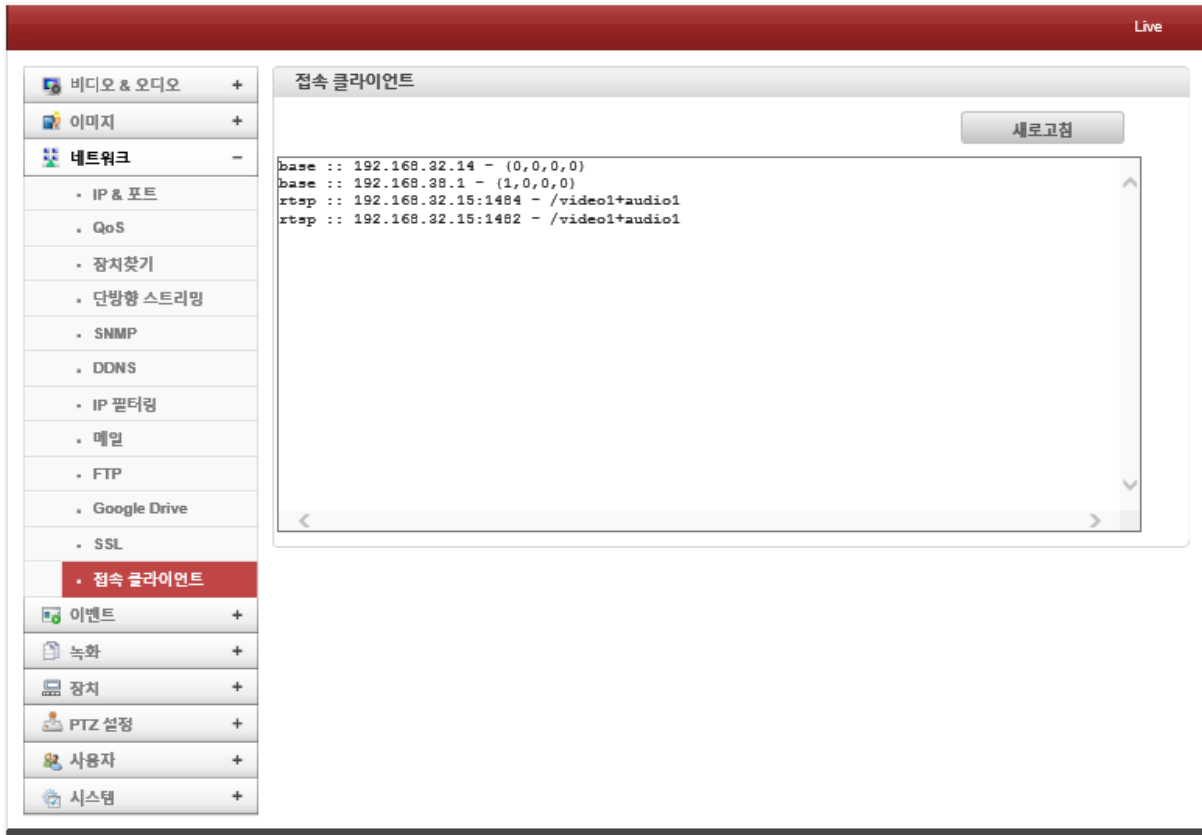 Live
비디오 & 오디오 +
이미지 +
네트워크 -
IP & 포트
QoS
장치찾기
단방향 스트리밍
SNMP
DDNS
IP 필터링
메일
FTP
Google Drive
SSL
접속 클라이언트
이벤트 +
녹화 +
장치 +
PTZ 설정 +
사용자 +
시스템 +
접속 클라이언트
새로고침
base :: 192.168.32.14 - {0,0,0,0}
base :: 192.168.38.1 - {1,0,0,0}
rtsp :: 192.168.32.15:1484 - /video1+audio1
rtsp :: 192.168.32.15:1482 - /video1+audio1